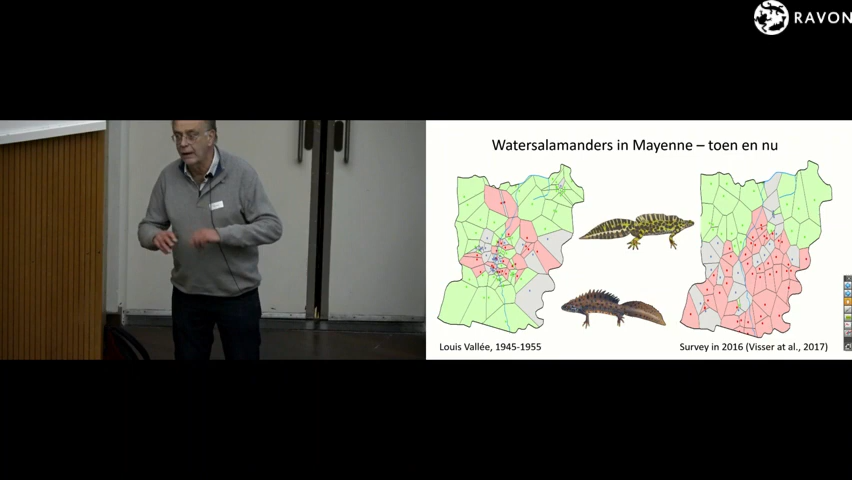 RAVON
Watersalamanders in Mayenne – toen en nu
Louis Vallée, 1945-1955
Survey in 2016 (Visser at al., 2017)